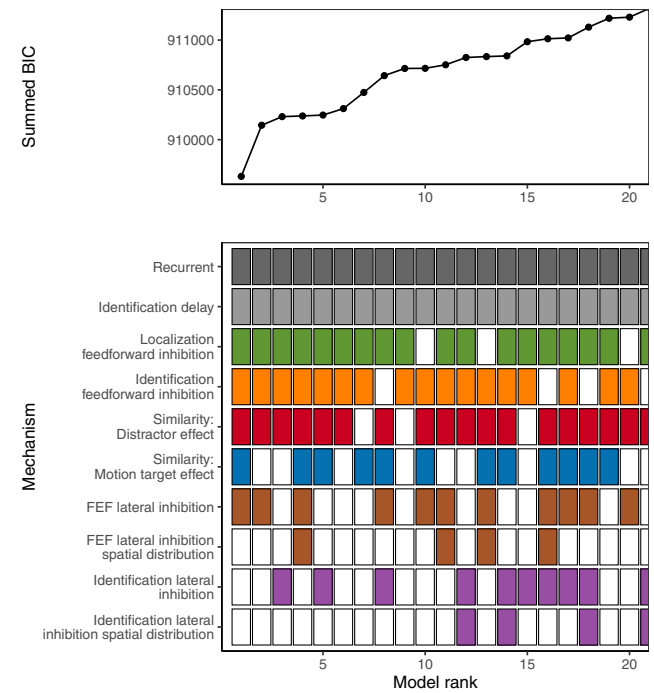 Summed BIC
911000
910500
910000
5 10 15 20
Mechanism
Recurrent
Identification delay
Localization
feedforward inhibition
Identification
feedforward inhibition
Similarity:
Distractor effect
Similarity:
Motion target effect
FEF lateral inhibition
FEF lateral inhibition
spatial distribution
Identification lateral
inhibition
Identification lateral
inhibition spatial distribution
5 10 15 20
Model rank